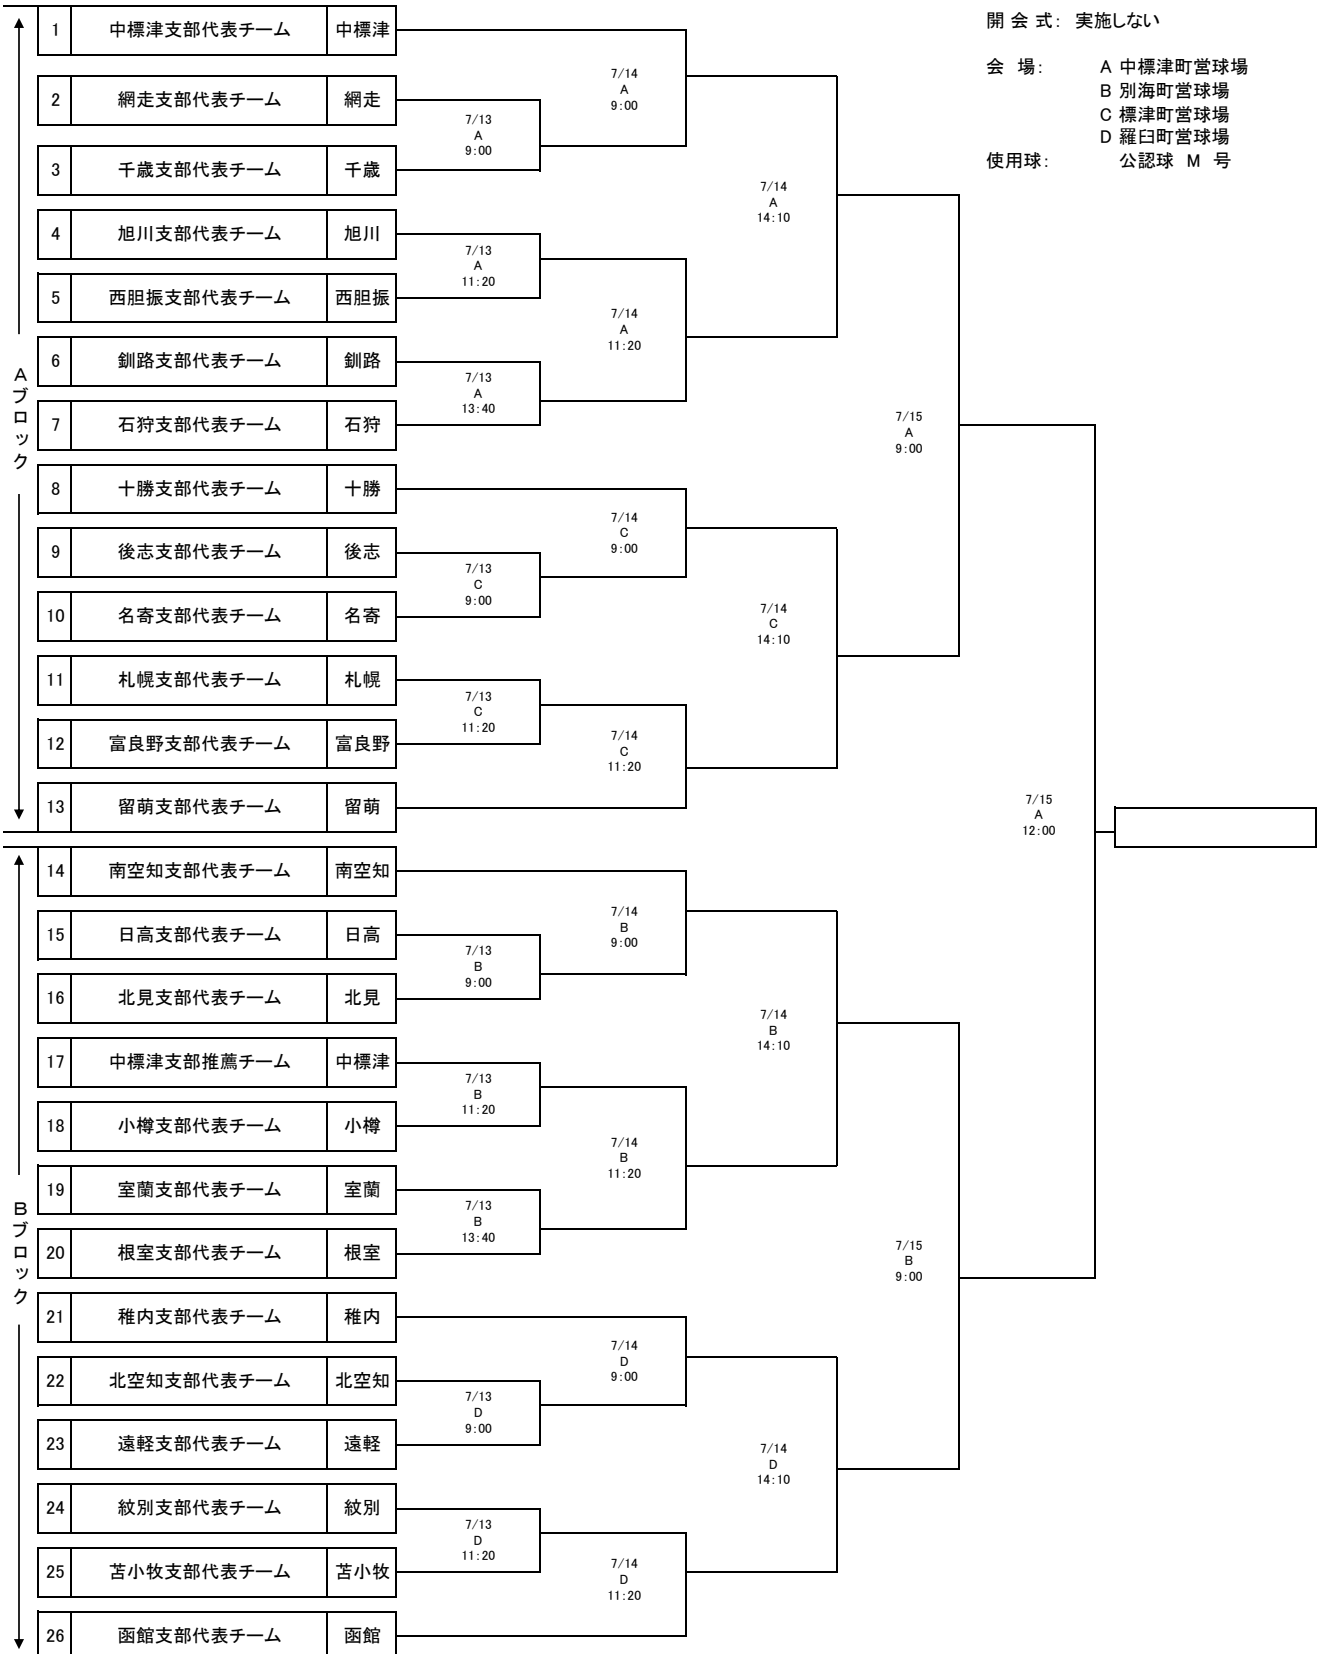 開 会 式： 実施しない
会 場： A 中標津町営球場
B 別海町営球場
C 標津町営球場
D 羅臼町営球場
使用球： 公認球 M 号
Aブロック
1 中標津支部代表チーム 中標津
2 網走支部代表チーム 網走
3 千歳支部代表チーム 千歳
4 旭川支部代表チーム 旭川
5 西胆振支部代表チーム 西胆振
6 釧路支部代表チーム 釧路
7 石狩支部代表チーム 石狩
8 十勝支部代表チーム 十勝
9 後志支部代表チーム 後志
10 名寄支部代表チーム 名寄
11 札幌支部代表チーム 札幌
12 富良野支部代表チーム 富良野
13 留萌支部代表チーム 留萌
Bブロック
14 南空知支部代表チーム 南空知
15 日高支部代表チーム 日高
16 北見支部代表チーム 北見
17 中標津支部推薦チーム 中標津
18 小樽支部代表チーム 小樽
19 室蘭支部代表チーム 室蘭
20 根室支部代表チーム 根室
21 稚内支部代表チーム 稚内
22 北空知支部代表チーム 北空知
23 遠軽支部代表チーム 遠軽
24 紋別支部代表チーム 紋別
25 苫小牧支部代表チーム 苫小牧
26 函館支部代表チーム 函館
7/13
A
9:00
7/13
A
11:20
7/13
A
13:40
7/13
C
9:00
7/13
C
11:20
7/13
B
9:00
7/13
B
11:20
7/13
B
13:40
7/13
D
9:00
7/13
D
11:20
7/14
A
9:00
7/14
A
11:20
7/14
C
9:00
7/14
C
11:20
7/14
B
9:00
7/14
B
11:20
7/14
D
9:00
7/14
D
11:20
7/14
A
14:10
7/14
C
14:10
7/14
B
14:10
7/14
D
14:10
7/15
A
9:00
7/15
B
9:00
7/15
A
12:00